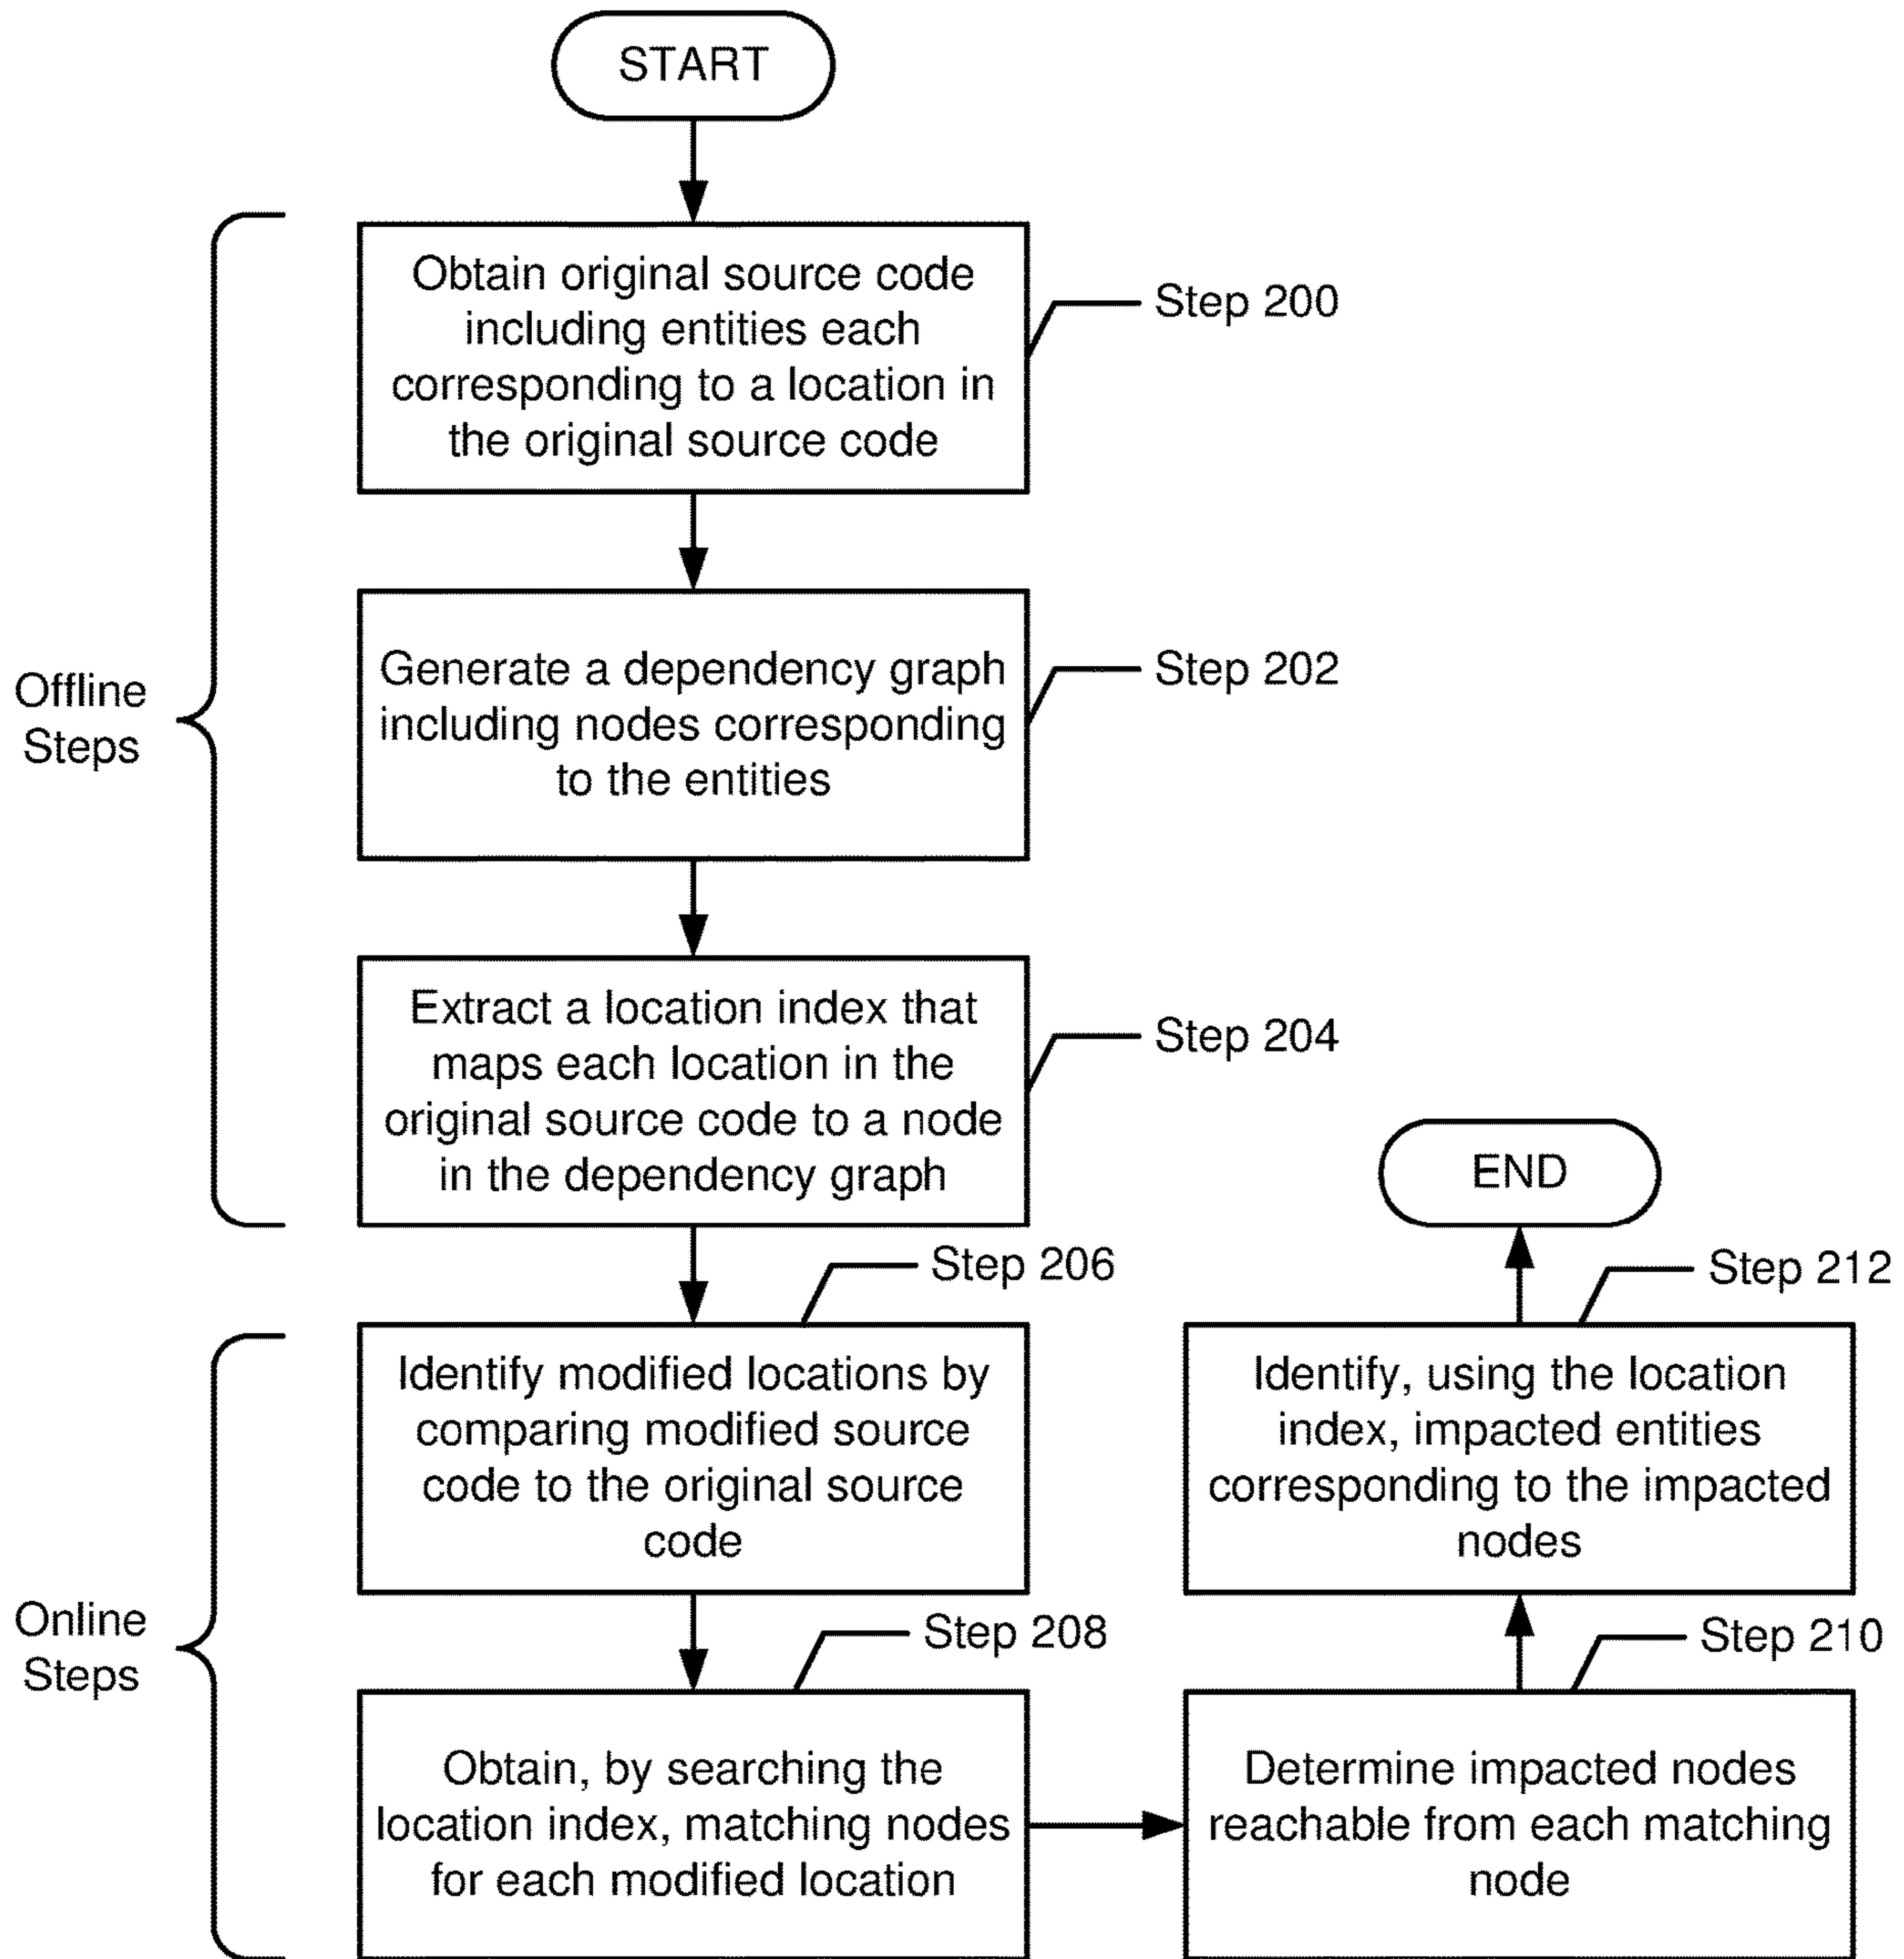 START
Offline
Steps
Obtain original source code
including entities each
corresponding to a location in
the original source code
Step 200
Generate a dependency graph
including nodes corresponding
to the entities
Step 202
Extract a location index that
maps each location in the
original source code to a node
in the dependency graph
Step 204
Online
Steps
Step 206
Identify modified locations by
comparing modified source
code to the original source
code
Step 208
Obtain, by searching the
location index, matching nodes
for each modified location
Step 210
Determine impacted nodes
reachable from each matching
node
Step 212
Identify, using the location
index, impacted entities
corresponding to the impacted
nodes
END